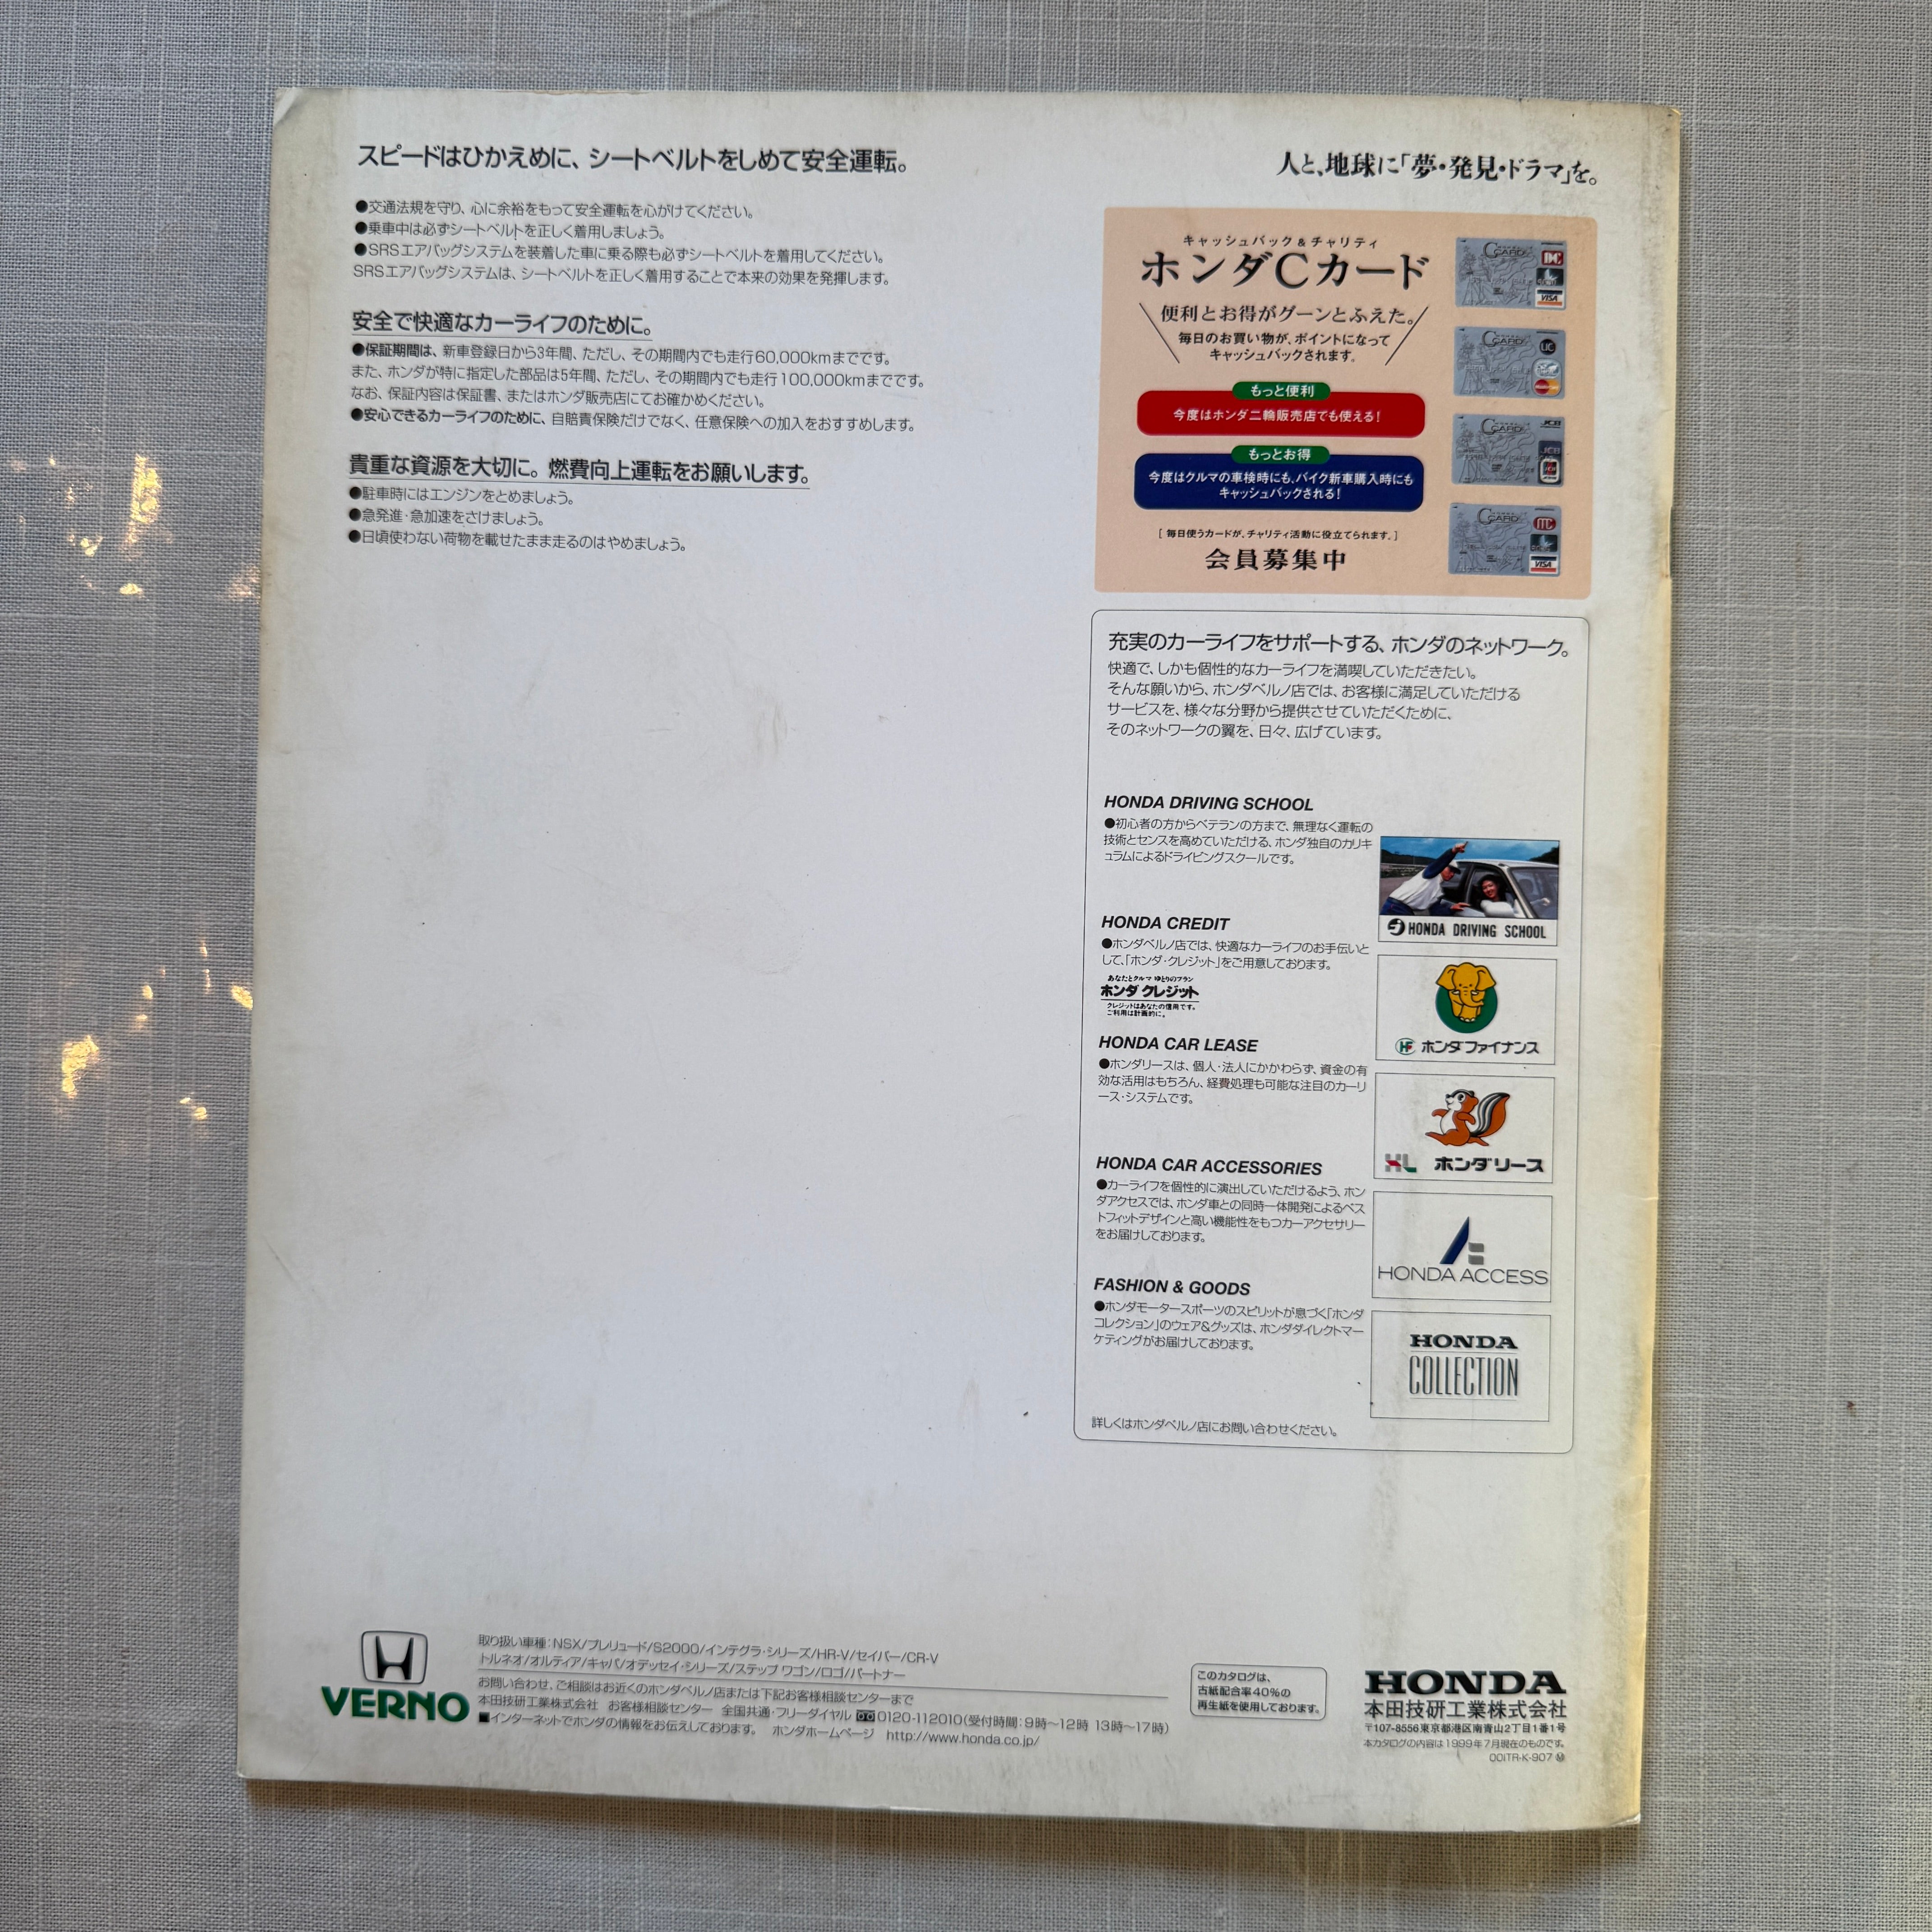 スピードはひかえめに、シートベルトをしめて安全運転。
●交通法規を守り、心に余裕をもって安全運転を心がけてください。
●乗車中は必ずシートベルトを正しく着用しましょう。
●SRSエアバッグシステムを装着した車に乗る際も必ずシートベルトを着用してください。
SRSエアバッグシステムは、シートベルトを正しく着用することで本来の効果を発揮します。
安全で快適なカーライフのために。
●保証期間は、新車登録日から3年間、ただし、その期間内でも走行60,000kmまでです。
また、ホンダが特に指定した部品は5年間、ただし、その期間内でも走行100,000kmまでです。
なお、保証内容は保証書、またはホンダ販売店にてお確かめください。
●安心できるカーライフのために、自賠責保険だけでなく、任意保険への加入をおすすめします。
貴重な資源を大切に。燃費向上運転をお願いします。
●駐車時にはエンジンをとめましょう。
●急発進・急加速をさけましょう。
●日頃使わない荷物を載せたまま走るのはやめましょう。
人と、地球に「夢・発見・ドラマ」を。
キャッシュバック&チャリティ
ホンダCカード
便利とお得がグーンとふえた。
毎日のお買い物が、ポイントになって
キャッシュバックされます。
もっと便利
今度はホンダ二輪販売店でも使える!
もっとお得
今度はクルマの車検時にも、バイク新車購入時にも
キャッシュバックされる!
[ 毎日使うカードが、チャリティ活動に役立てられます。]
会員募集中
CARD
DC
VISA
CARD
UC
MasterCard
CARD
JCB
JCB
CARD
VISA
充実のカーライフをサポートする、ホンダのネットワーク。
快適で、しかも個性的なカーライフを満喫していただきたい。
そんな願いから、ホンダベルノ店では、お客様に満足していただける
サービスを、様々な分野から提供させていただくために、
そのネットワークの翼を、日々、広げています。
HONDA DRIVING SCHOOL
●初心者の方からベテランの方まで、無理なく運転の
技術とセンスを高めていただける、ホンダ独自のカリキ
ュラムによるドライビングスクールです。
HONDA DRIVING SCHOOL
HONDA CREDIT
●ホンダベルノ店では、快適なカーライフのお手伝いと
して、「ホンダ・クレジット」をご用意しております。
あなたとクルマ ゆとりのプラン
ホンダ クレジット
クレジットはあなたの信用です。
ご利用は計画的に。
HF ホンダファイナンス
HONDA CAR LEASE
●ホンダリースは、個人・法人にかかわらず、資金の有
効な活用はもちろん、経費処理も可能な注目のカーリ
ース・システムです。
HL ホンダリース
HONDA CAR ACCESSORIES
●カーライフを個性的に演出していただけるよう、ホン
ダアクセスでは、ホンダ車との同時一体開発によるベス
トフィットデザインと高い機能性をもつカーアクセサリー
をお届けしております。
HONDA ACCESS
FASHION & GOODS
●ホンダモータースポーツのスピリットが息づく「ホンダ
コレクション」のウェア&グッズは、ホンダダイレクトマー
ケティングがお届けしております。
HONDA
COLLECTION
詳しくはホンダベルノ店にお問い合わせください。
VERNO
取り扱い車種:NSX/プレリュード/S2000/インテグラ・シリーズ/HR-V/セイバー/CR-V
トルネオ/オルティア/キャパ/オデッセイ・シリーズ/ステップ ワゴン/ロゴ/パートナー
お問い合わせ、ご相談はお近くのホンダベルノ店または下記お客様相談センターまで
本田技研工業株式会社 お客様相談センター 全国共通・フリーダイヤル 0120-112010(受付時間:9時〜12時 13時〜17時)
■インターネットでホンダの情報をお伝えしております。 ホンダホームページ http://www.honda.co.jp/
このカタログは、
古紙配合率40%の
再生紙を使用しております。
HONDA
本田技研工業株式会社
〒107-8556東京都港区南青山2丁目1番1号
本カタログの内容は1999年7月現在のものです。
00ITR-K-907 Ⓜ